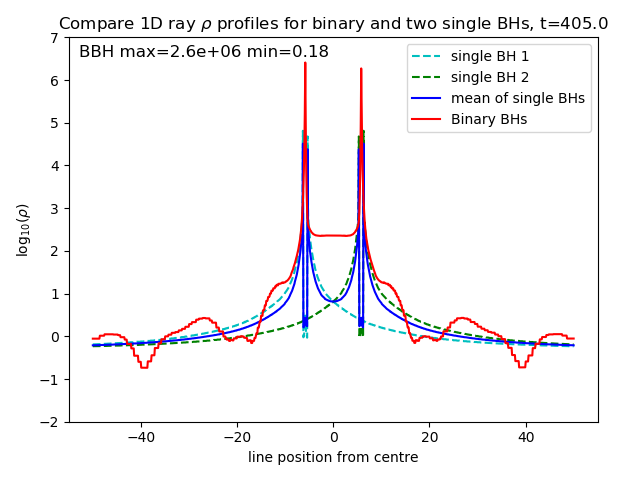 Compare 1D ray ρ profiles for binary and two single BHs, t=405.0
BBH max=2.6e+06 min=0.18
single BH 1
single BH 2
mean of single BHs
Binary BHs
7
6
5
4
3
2
1
0
−1
−2
log₁₀(ρ)
−40 −20 0 20 40
line position from centre